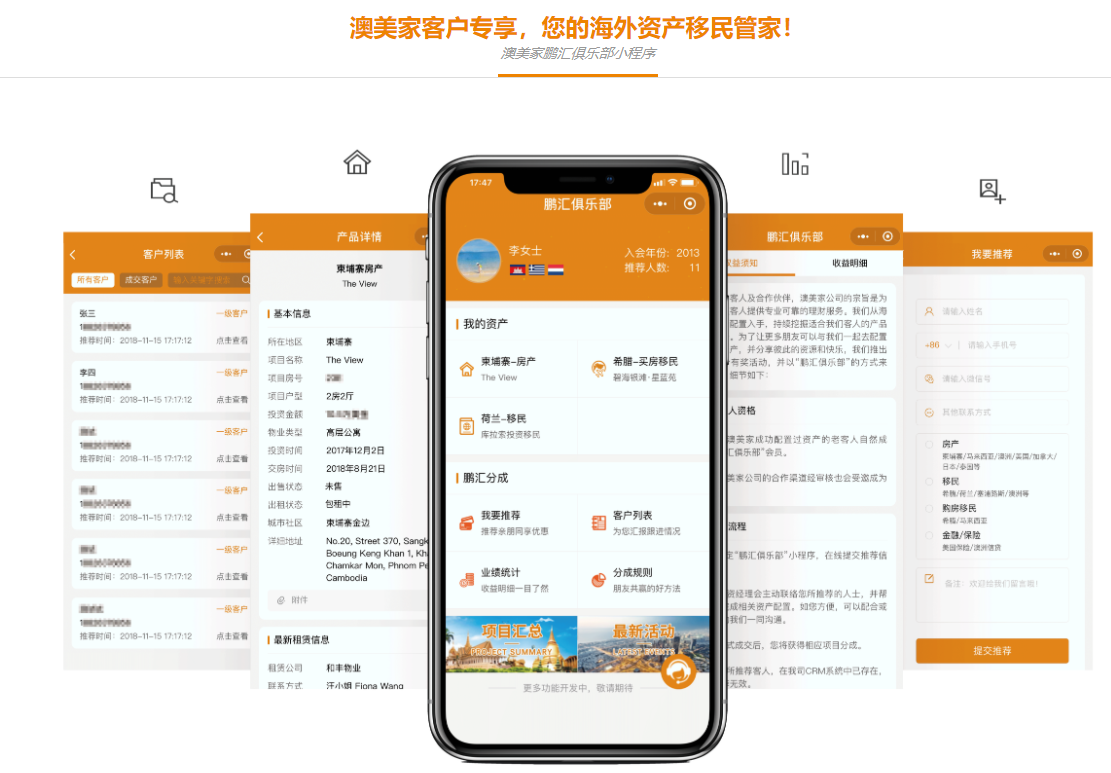 澳美家客户专享，您的海外资产移民管家！
澳美家鹏汇俱乐部小程序
客户列表
所有客户 成交客户
张三 一级客户
推荐时间：2018-11-15 17:17:12 点击查看
李四 一级客户
推荐时间：2018-11-15 17:17:12 点击查看
一级客户
推荐时间：2018-11-15 17:17:12 点击查看
一级客户
推荐时间：2018-11-15 17:17:12 点击查看
一级客户
推荐时间：2018-11-15 17:17:12 点击查看
一级客户
推荐时间：2018-11-15 17:17:12 点击查看
产品详情
柬埔寨房产
The View
基本信息
所在地区 柬埔寨
项目名称 The View
项目房号
项目户型 2房2厅
投资金额
物业类型 高层公寓
投资时间 2017年12月2日
交房时间 2018年8月21日
出售状态 未售
出租状态 包租中
城市社区 柬埔寨金边
详细地址 No.20, Street 370, Sangk
Boeung Keng Khan 1, Kh
Chamkar Mon, Phnom Pe
Cambodia
附件
最新租赁信息
租赁公司 和丰物业
联系方式 汪小姐 Fiona Wang
17:47
鹏汇俱乐部
李女士
入会年份：2013
推荐人数：11
我的资产
柬埔寨-房产
The View
希腊-买房移民
碧海银滩·星蓝苑
荷兰-移民
库拉索投资移民
鹏汇分成
我要推荐
推荐亲朋同享优惠
客户列表
为您汇报跟进情况
业绩统计
收益明细一目了然
分成规则
朋友共赢的好方法
项目汇总
PROJECT SUMMARY
最新活动
LATEST EVENTS
更多功能开发中，敬请期待
鹏汇俱乐部
收益明细
客人及合作伙伴，澳美家公司的宗旨是为
客人提供专业可靠的理财服务。我们从海
配置入手，持续挖掘适合我们客人的产品
。为了让更多朋友可以与我们一起去配置
产，并分享彼此的资源和快乐，我们推出
有奖活动，并以“鹏汇俱乐部”的方式来
细节如下：
人资格
澳美家成功配置过资产的老客人自然成
汇俱乐部”会员。
美家公司的合作渠道经审核也会受邀成为
流程
定“鹏汇俱乐部”小程序，在线提交推荐信
资经理会主动联络您所推荐的人士，并帮
成相关资产配置。如您方便，可以配合或
我们一同沟通。
式成交后，您将获得相应项目分成。
所推荐客人，在我司CRM系统中已存在，
无效。
我要推荐
请输入姓名
+86 请输入手机号
请输入微信号
其他联系方式
房产
柬埔寨/马来西亚/澳洲/英国/加拿大/
日本/泰国等
移民
希腊/荷兰/塞浦路斯/澳洲等
购房移民
希腊/马来西亚
金融/保险
美国保险/澳洲信贷
备注：欢迎给我们留言啦！
提交推荐